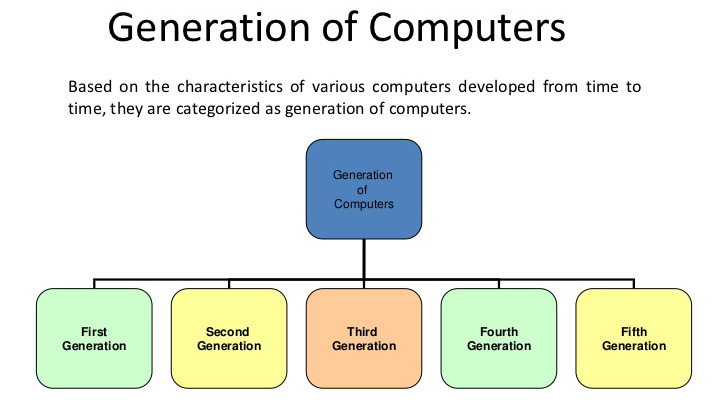 Generation of Computers
Based on the characteristics of various computers developed from time to
time, they are categorized as generation of computers.
Generation
of
Computers
First
Generation
Second
Generation
Third
Generation
Fourth
Generation
Fifth
Generation